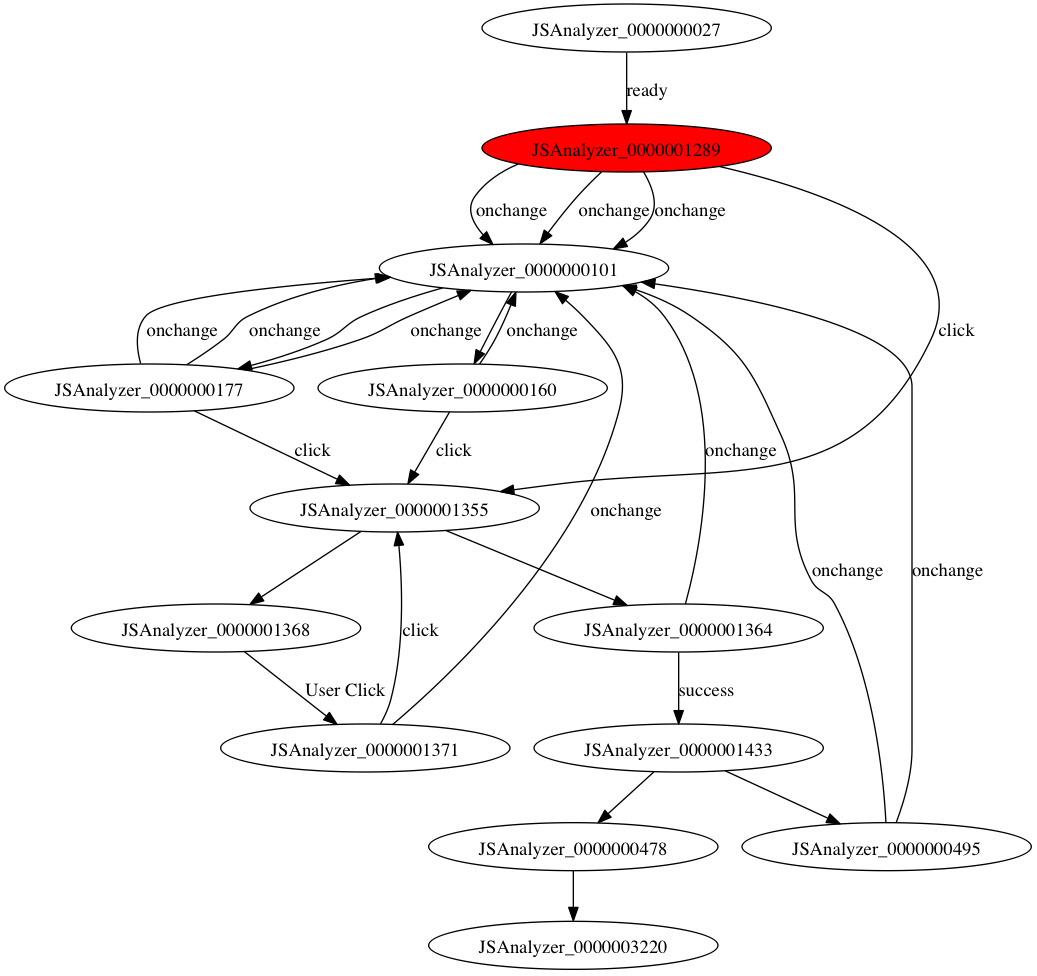 JSAnalyzer_0000000027
ready
JSAnalyzer_0000001289
onchange
onchange
onchange
JSAnalyzer_0000000101
onchange
onchange
onchange
onchange
click
JSAnalyzer_0000000177
JSAnalyzer_0000000160
click
click
onchange
JSAnalyzer_0000001355
onchange
onchange
onchange
JSAnalyzer_0000001368
click
JSAnalyzer_0000001364
User Click
success
JSAnalyzer_0000001371
JSAnalyzer_0000001433
JSAnalyzer_0000000478
JSAnalyzer_0000000495
JSAnalyzer_0000003220